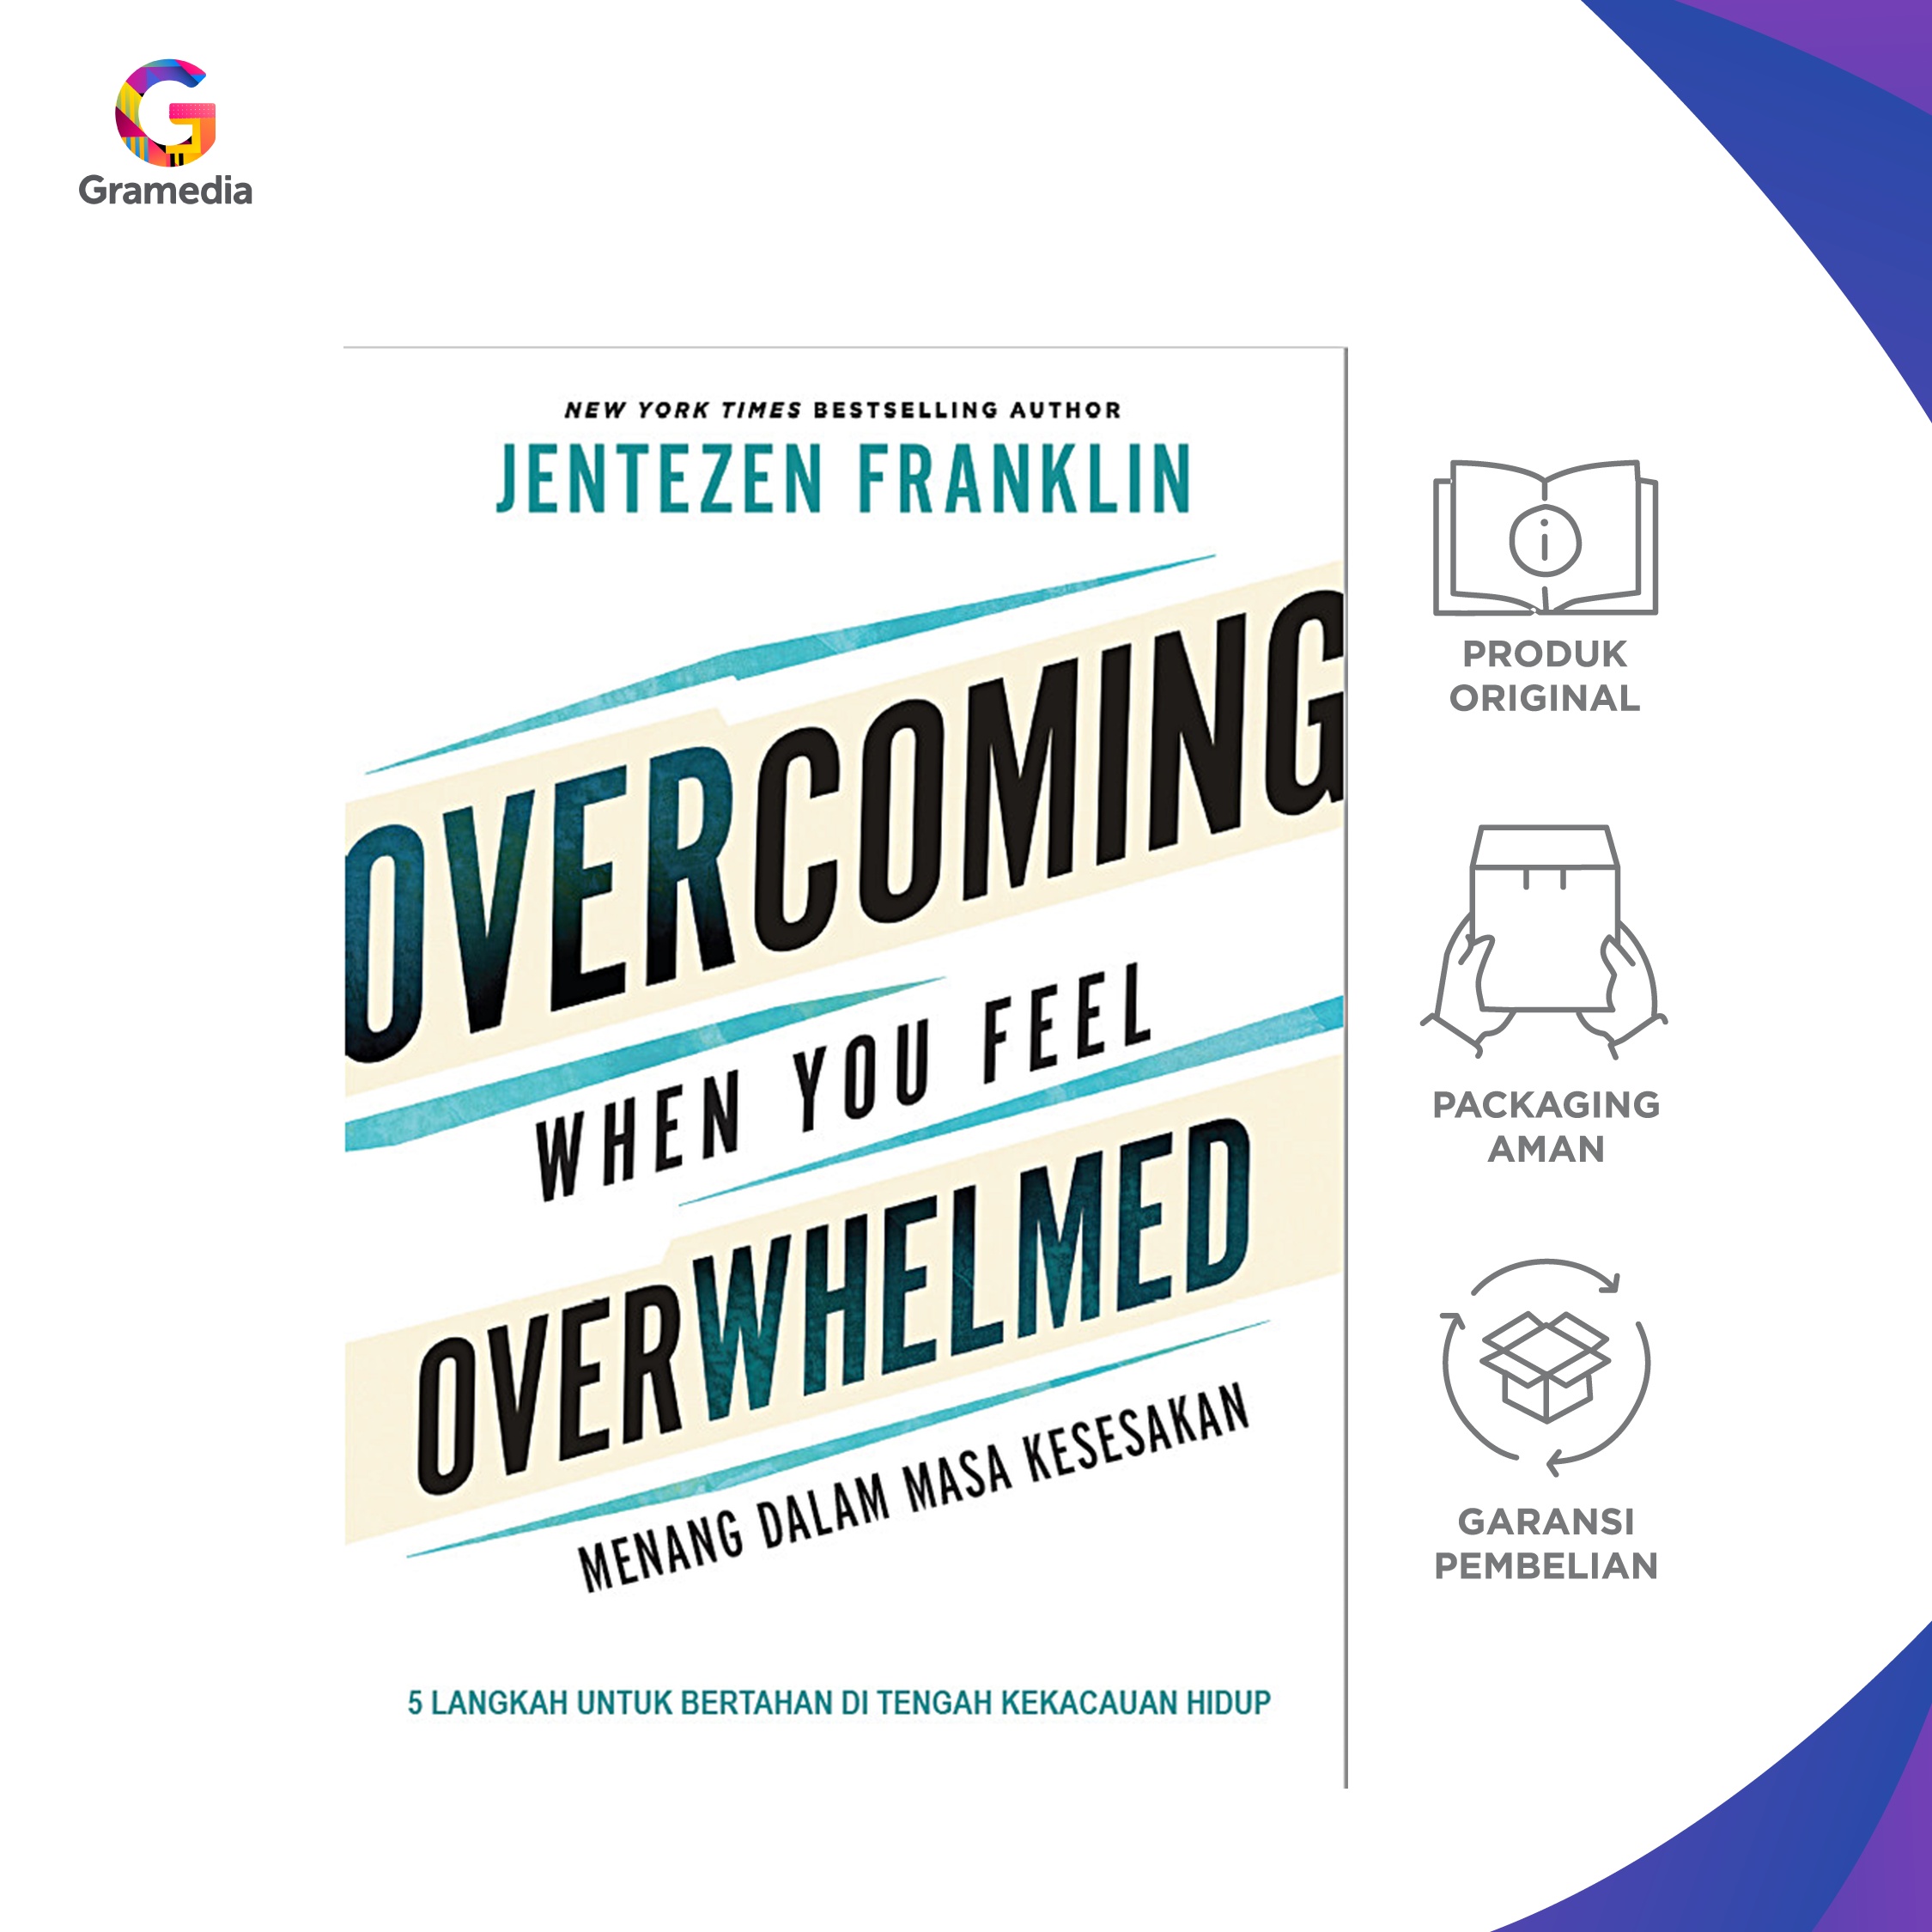 G
Gramedia
NEW YORK TIMES BESTSELLING AUTHOR
JENTEZEN FRANKLIN
OVERCOMING
WHEN YOU FEEL
OVERWHELMED
MENANG DALAM MASA KESESAKAN
5 LANGKAH UNTUK BERTAHAN DI TENGAH KEKACAUAN HIDUP
i
PRODUK
ORIGINAL
PACKAGING
AMAN
GARANSI
PEMBELIAN